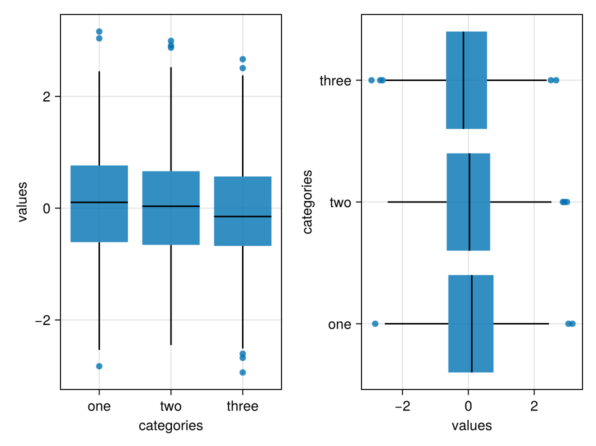 values
2
0
−2
one two three
categories
categories
three
two
one
−2 0 2
values